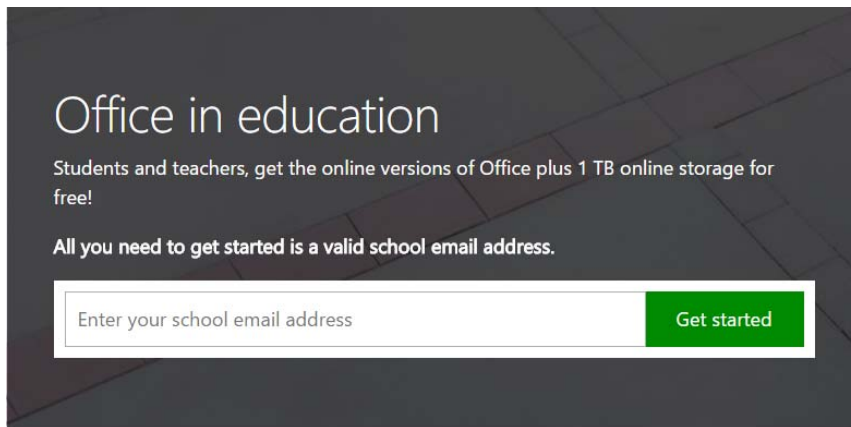 Office in education
Students and teachers, get the online versions of Office plus 1 TB online storage for
free!
All you need to get started is a valid school email address.
Enter your school email address
Get started